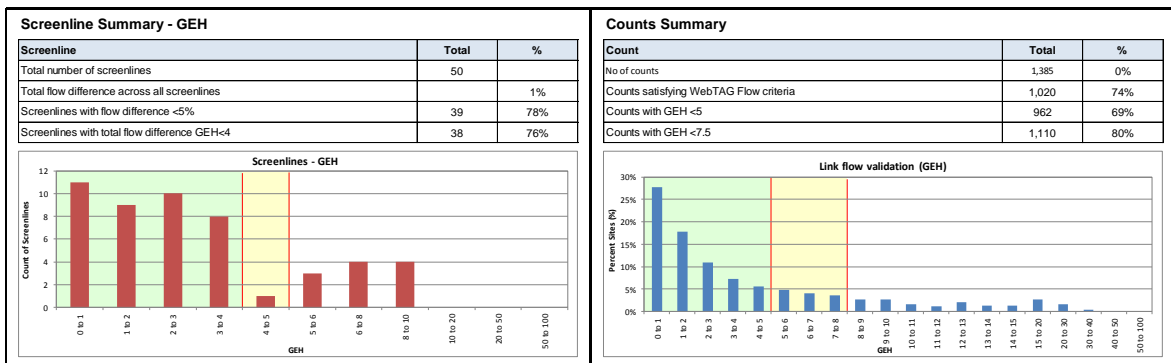 Screenline Summary - GEH
Screenline Total %
Total number of screenlines 50
Total flow difference across all screenlines 1%
Screenlines with flow difference <5% 39 78%
Screenlines with total flow difference GEH<4 38 76%
Screenlines - GEH
Count of Screenlines
12
10
8
6
4
2
0
0 to 1 1 to 2 2 to 3 3 to 4 4 to 5 5 to 6 6 to 8 8 to 10 10 to 20 20 to 50 50 to 100
GEH
Counts Summary
Count Total %
No of counts 1,385 0%
Counts satisfying WebTAG Flow criteria 1,020 74%
Counts with GEH <5 962 69%
Counts with GEH <7.5 1,110 80%
Link flow validation (GEH)
Percent Sites (%)
30%
25%
20%
15%
10%
5%
0%
0 to 1 1 to 2 2 to 3 3 to 4 4 to 5 5 to 6 6 to 7 7 to 8 8 to 9 9 to 10 10 to 11 11 to 12 12 to 13 13 to 14 14 to 15 15 to 20 20 to 30 30 to 40 40 to 50 50 to 100
GEH